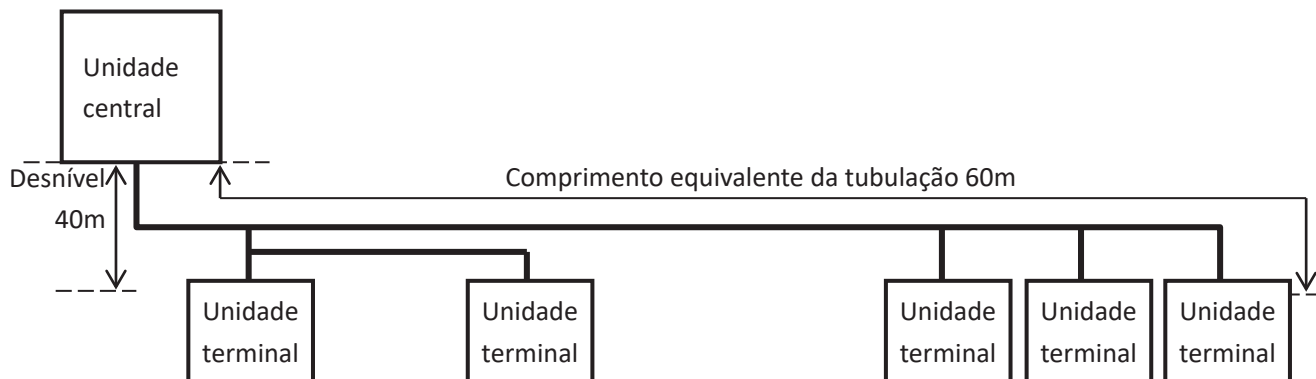 Unidade
central
Desnível
40m
Comprimento equivalente da tubulação 60m
Unidade
terminal
Unidade
terminal
Unidade
terminal
Unidade
terminal
Unidade
terminal